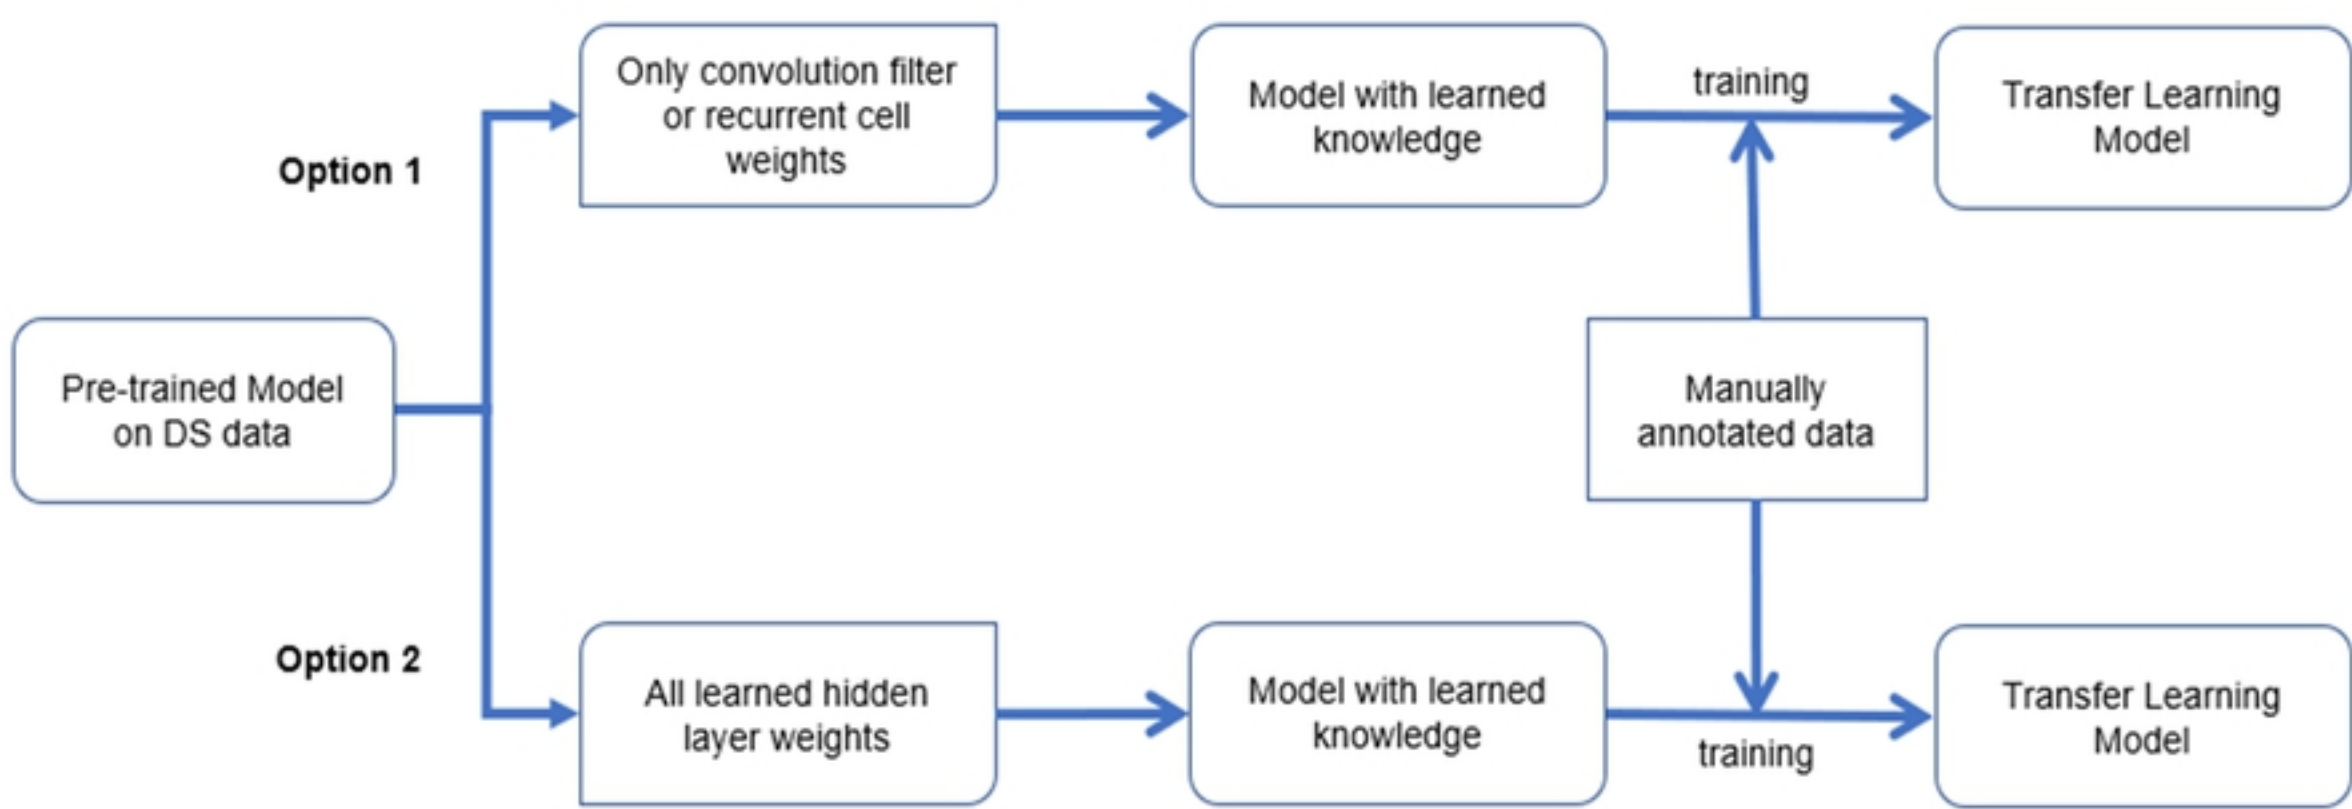 Only convolution filter
or recurrent cell
weights
Model with learned
knowledge
training
Transfer Learning
Model
Option 1
Pre-trained Model
on DS data
Manually
annotated data
Option 2
All learned hidden
layer weights
Model with learned
knowledge
training
Transfer Learning
Model